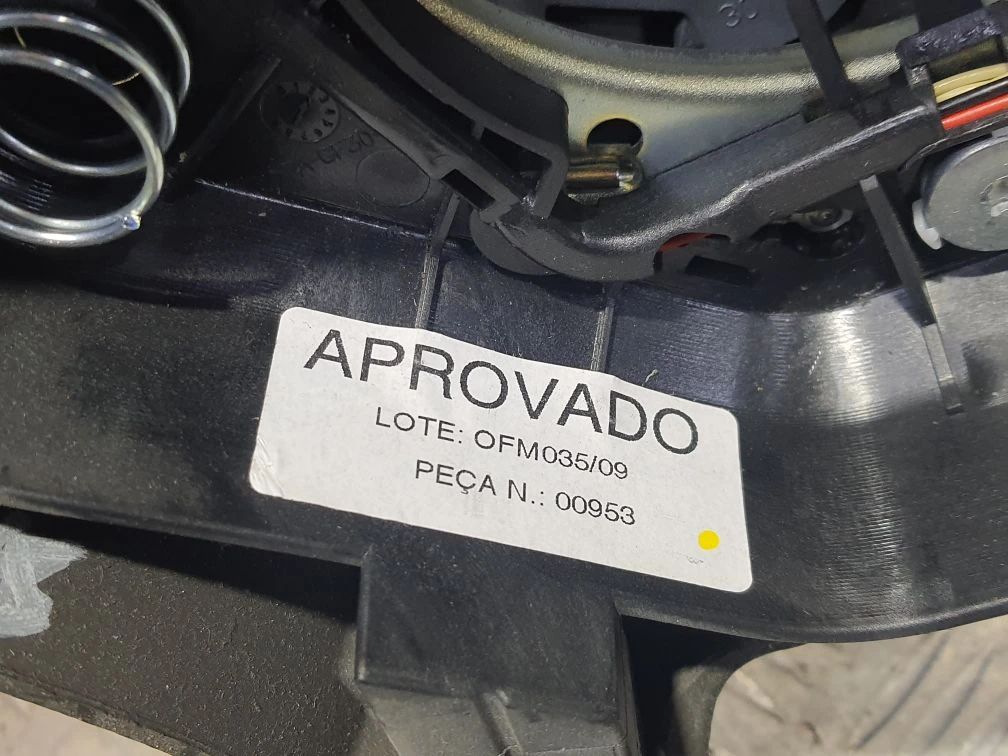 APROVADO
LOTE: OFM035/09
PEÇA N.: 00953